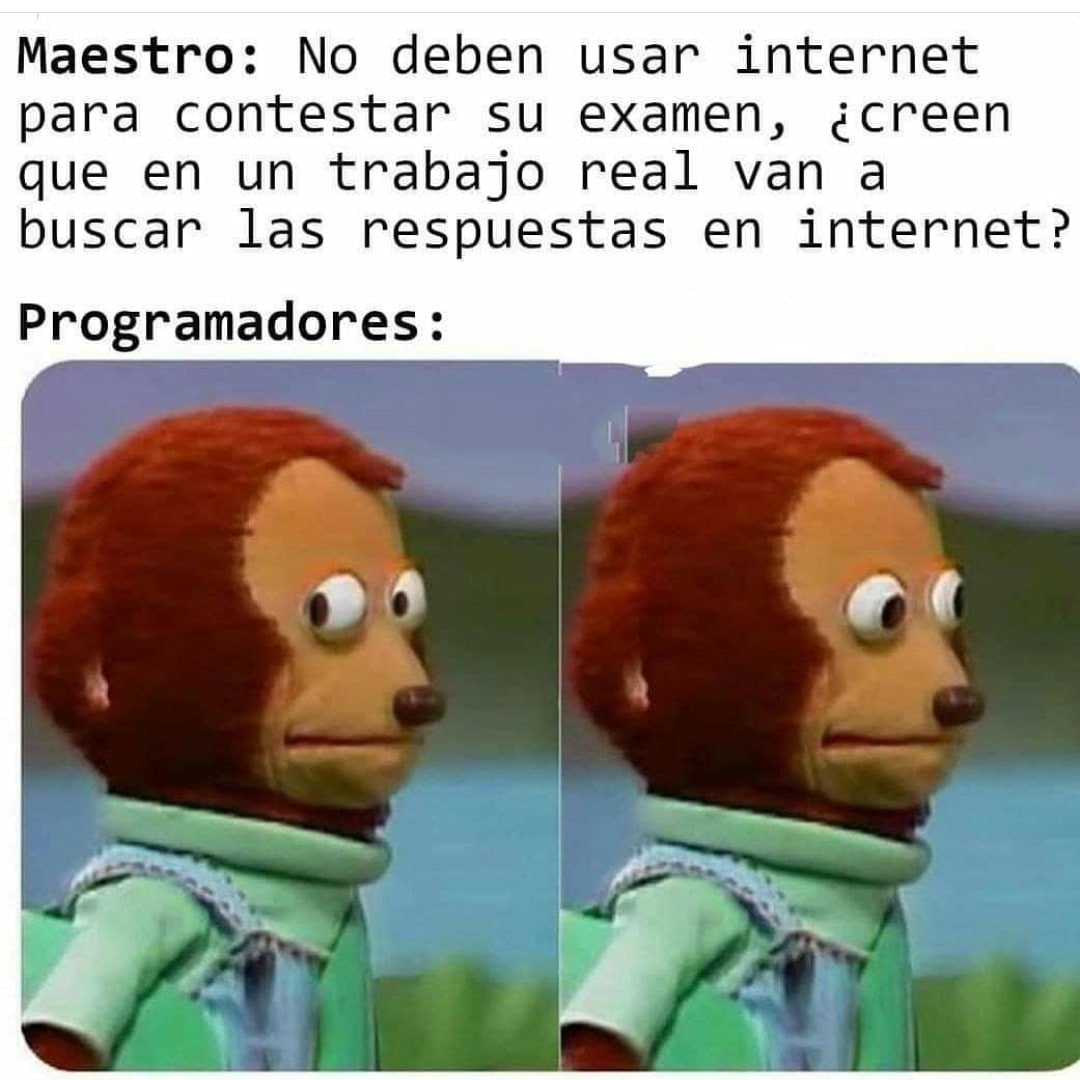 Maestro: No deben usar internet
para contestar su examen, ¿creen
que en un trabajo real van a
buscar las respuestas en internet?
Programadores: